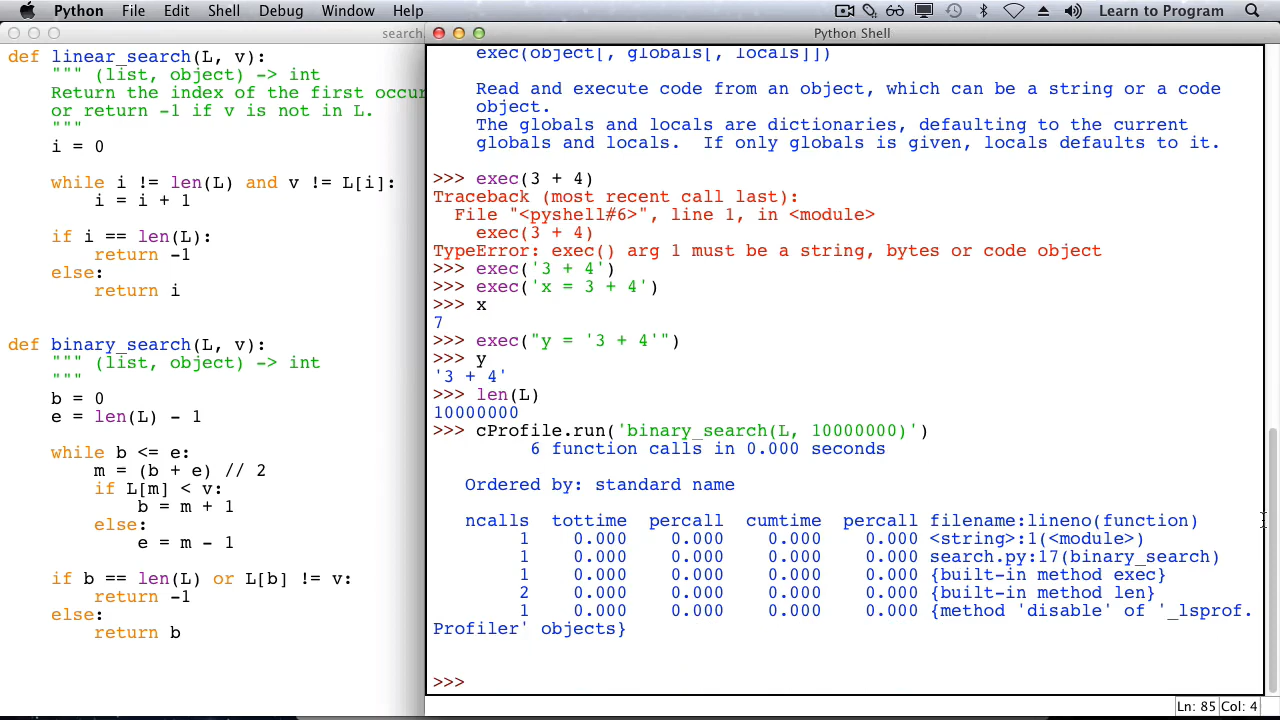 Python File Edit Shell Debug Window Help Learn to Program
search.
def linear_search(L, v):
    """ (list, object) -> int
    Return the index of the first occur
    or return -1 if v is not in L.
    """
    i = 0
    while i != len(L) and v != L[i]:
        i = i + 1
    if i == len(L):
        return -1
    else:
        return i
def binary_search(L, v):
    """ (list, object) -> int
    """
    b = 0
    e = len(L) - 1
    while b <= e:
        m = (b + e) // 2
        if L[m] < v:
            b = m + 1
        else:
            e = m - 1
    if b == len(L) or L[b] != v:
        return -1
    else:
        return b
Python Shell
exec(object[, globals[, locals]])
Read and execute code from an object, which can be a string or a code
object.
The globals and locals are dictionaries, defaulting to the current
globals and locals.  If only globals is given, locals defaults to it.
>>> exec(3 + 4)
Traceback (most recent call last):
  File "<pyshell#6>", line 1, in <module>
    exec(3 + 4)
TypeError: exec() arg 1 must be a string, bytes or code object
>>> exec('3 + 4')
>>> exec('x = 3 + 4')
>>> x
7
>>> exec("y = '3 + 4'")
>>> y
'3 + 4'
>>> len(L)
10000000
>>> cProfile.run('binary_search(L, 10000000)')
         6 function calls in 0.000 seconds
   Ordered by: standard name
   ncalls  tottime  percall  cumtime  percall filename:lineno(function)
        1    0.000    0.000    0.000    0.000 <string>:1(<module>)
        1    0.000    0.000    0.000    0.000 search.py:17(binary_search)
        1    0.000    0.000    0.000    0.000 {built-in method exec}
        2    0.000    0.000    0.000    0.000 {built-in method len}
        1    0.000    0.000    0.000    0.000 {method 'disable' of '_lsprof.
Profiler' objects}
>>>
Ln: 85 Col: 4